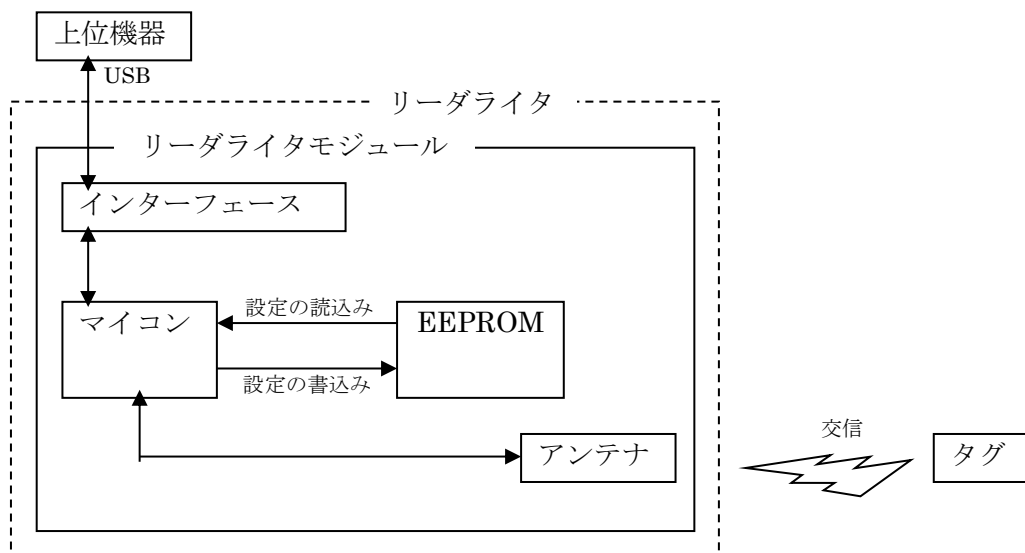 上位機器
USB
リーダライタ
リーダライタモジュール
インターフェース
設定の読込み
マイコン
EEPROM
設定の書込み
交信
アンテナ
タグ